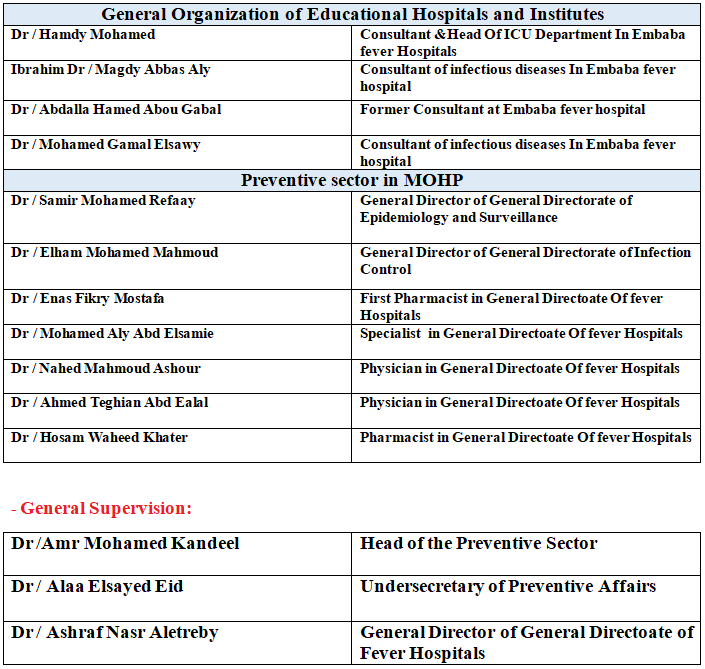 General Organization of Educational Hospitals and Institutes
Dr / Hamdy Mohamed
Consultant &Head Of ICU Department In Embaba
fever Hospitals
Ibrahim Dr / Magdy Abbas Aly
Consultant of infectious diseases In Embaba fever
hospital
Dr / Abdalla Hamed Abou Gabal
Former Consultant at Embaba fever hospital
Dr / Mohamed Gamal Elsawy
Consultant of infectious diseases In Embaba fever
hospital
Preventive sector in MOHP
Dr / Samir Mohamed Refaay
General Director of General Directorate of
Epidemiology and Surveillance
Dr / Elham Mohamed Mahmoud
General Director of General Directorate of Infection
Control
Dr / Enas Fikry Mostafa
First Pharmacist in General Directoate Of fever
Hospitals
Dr / Mohamed Aly Abd Elsamie
Specialist in General Directoate Of fever Hospitals
Dr / Nahed Mahmoud Ashour
Physician in General Directoate Of fever Hospitals
Dr / Ahmed Teghian Abd Ealal
Physician in General Directoate Of fever Hospitals
Dr / Hosam Waheed Khater
Pharmacist in General Directoate Of fever Hospitals
- General Supervision:
Dr /Amr Mohamed Kandeel
Head of the Preventive Sector
Dr / Alaa Elsayed Eid
Undersecretary of Preventive Affairs
Dr / Ashraf Nasr Aletreby
General Director of General Directoate of
Fever Hospitals